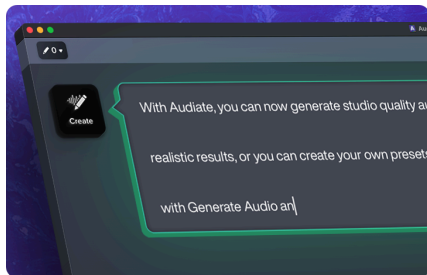 Au
0
Create
With Audiate, you can now generate studio quality au
realistic results, or you can create your own presets
with Generate Audio an